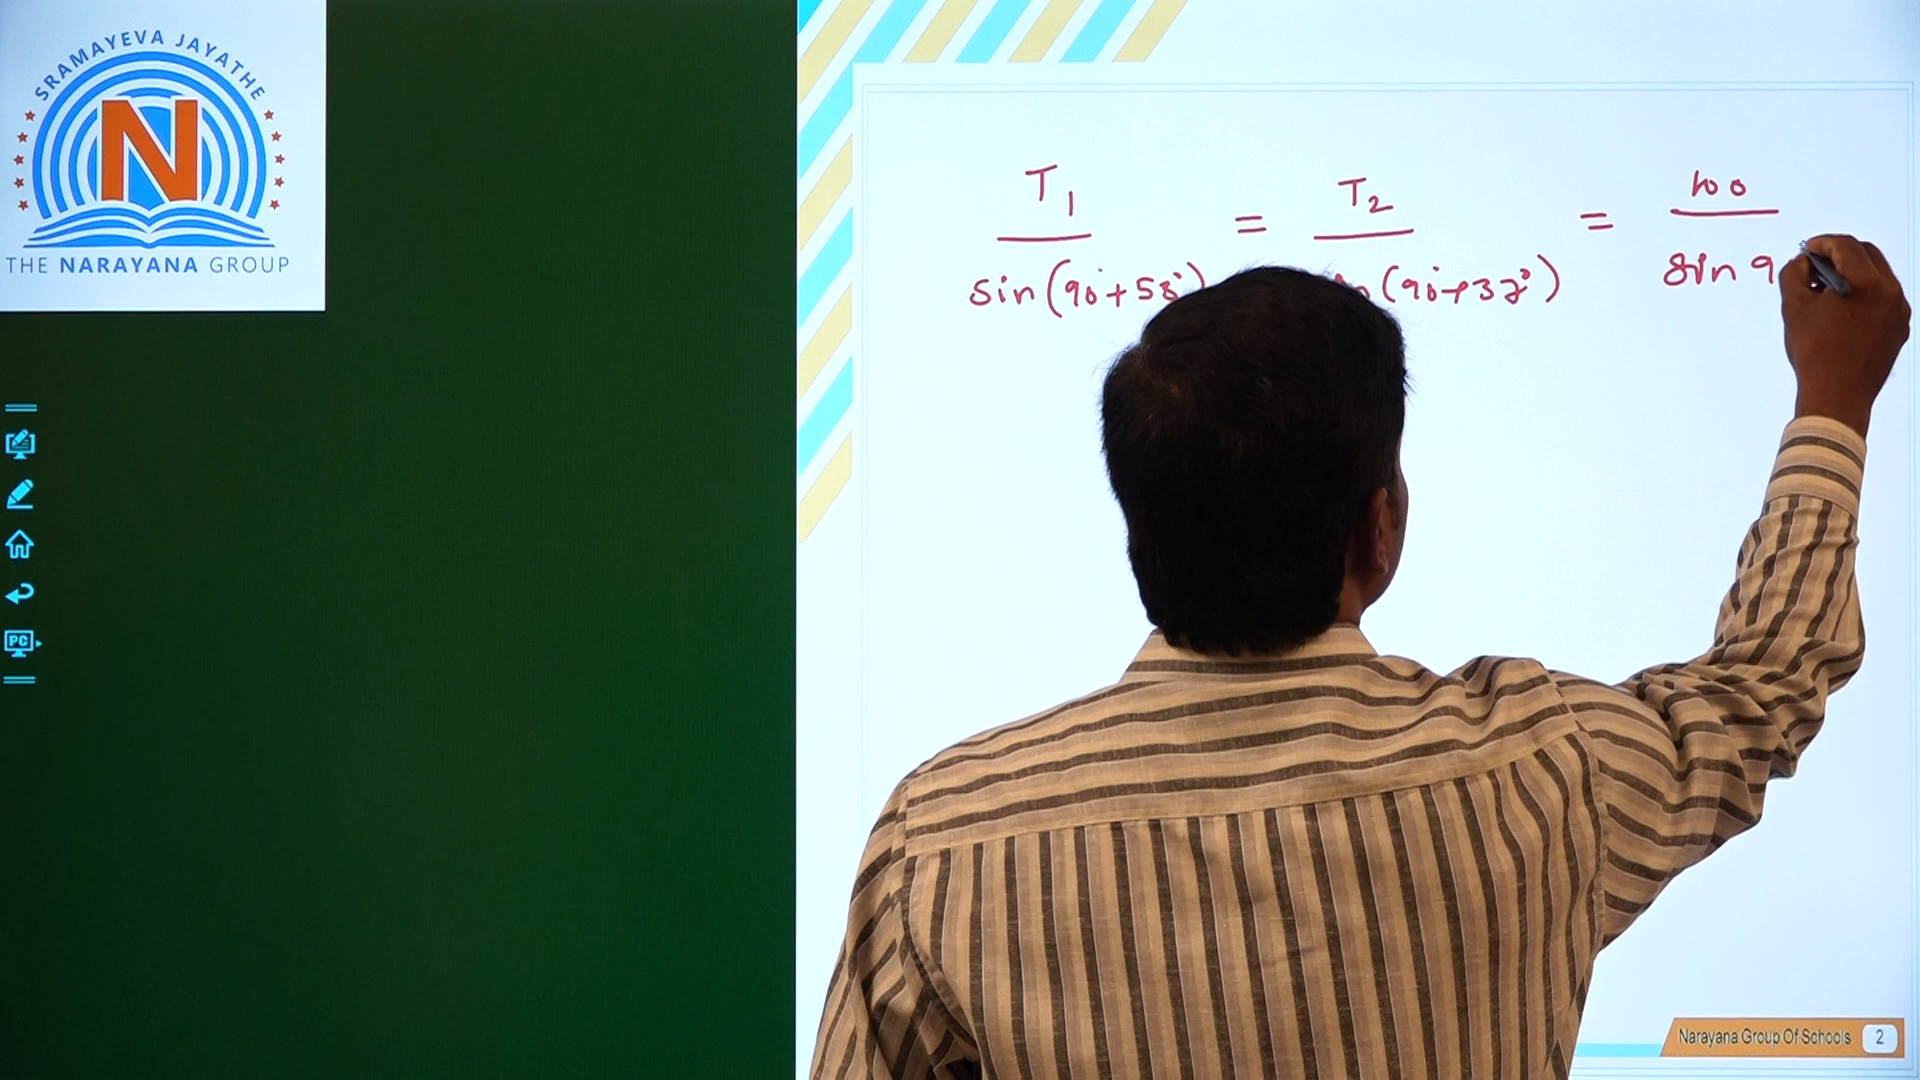 SRAMAYEVA JAYATHE
N
THE NARAYANA GROUP
PC
T1 = T2 = 100
sin(90°+53°) (90°+37°) sin 9
Narayana Group Of Schools 2